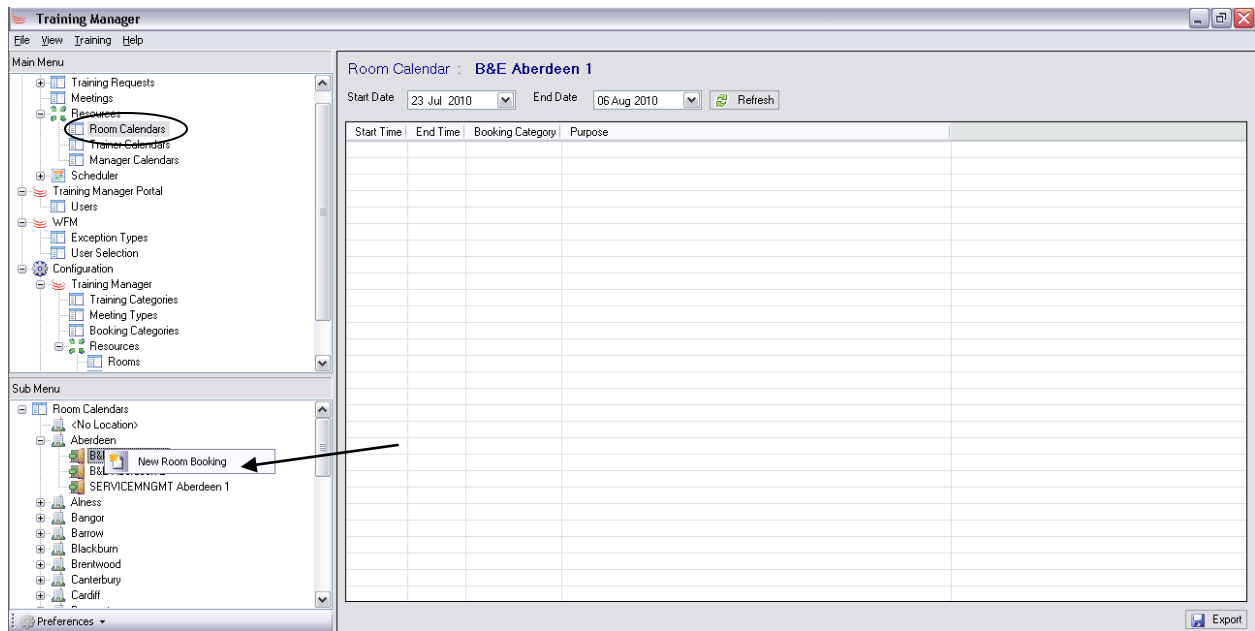 Training Manager
File View Training Help
Main Menu
Training Requests
Meetings
Resources
Room Calendars
Trainer Calendars
Manager Calendars
Scheduler
Training Manager Portal
Users
WFM
Exception Types
User Selection
Configuration
Training Manager
Training Categories
Meeting Types
Booking Categories
Resources
Rooms
Sub Menu
Room Calendars
<No Location>
Aberdeen
New Room Booking
SERVICEMNGMT Aberdeen 1
Alness
Bangor
Barrow
Blackburn
Brentwood
Canterbury
Cardiff
Preferences
Room Calendar : B&E Aberdeen 1
Start Date 23 Jul 2010 End Date 06 Aug 2010 Refresh
Start Time End Time Booking Category Purpose
Export